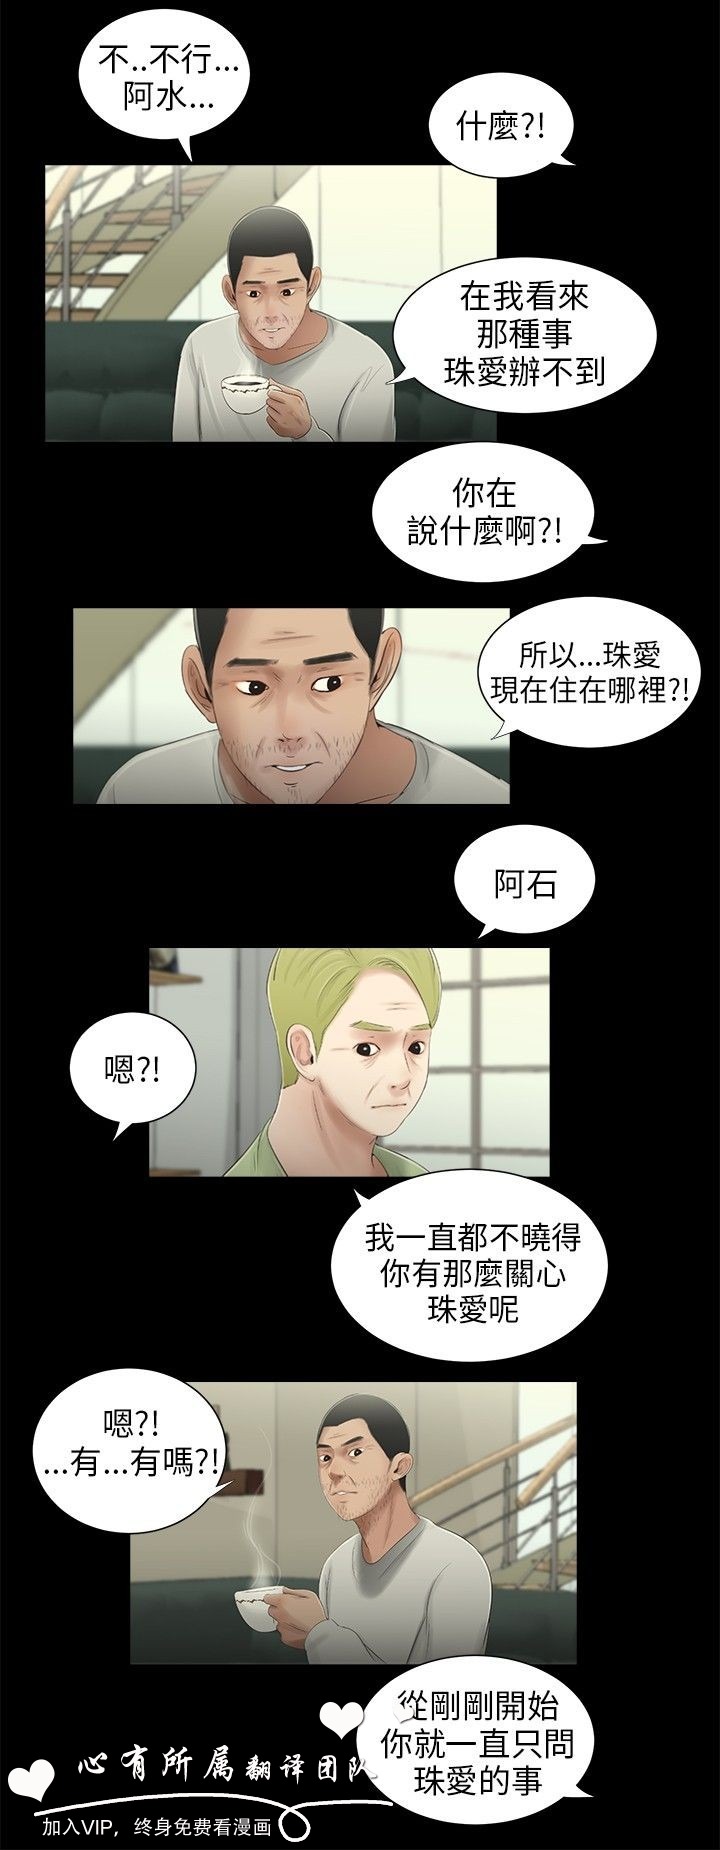 不..不行...
阿水...
什麼?!
在我看來
那種事
珠愛辦不到
你在
說什麼啊?!
所以...珠愛
現在住在哪裡?!
阿石
嗯?!
我一直都不曉得
你有那麼關心
珠愛呢
嗯?!
...有...有嗎?!
從剛剛開始
你就一直只問
珠愛的事
心有所属翻译团队
加入VIP，终身免费看漫画